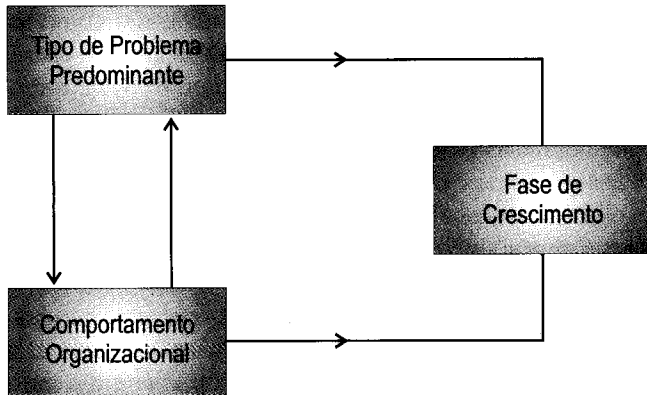 Tipo de Problema
Predominante
Fase de
Crescimento
Comportamento
Organizacional